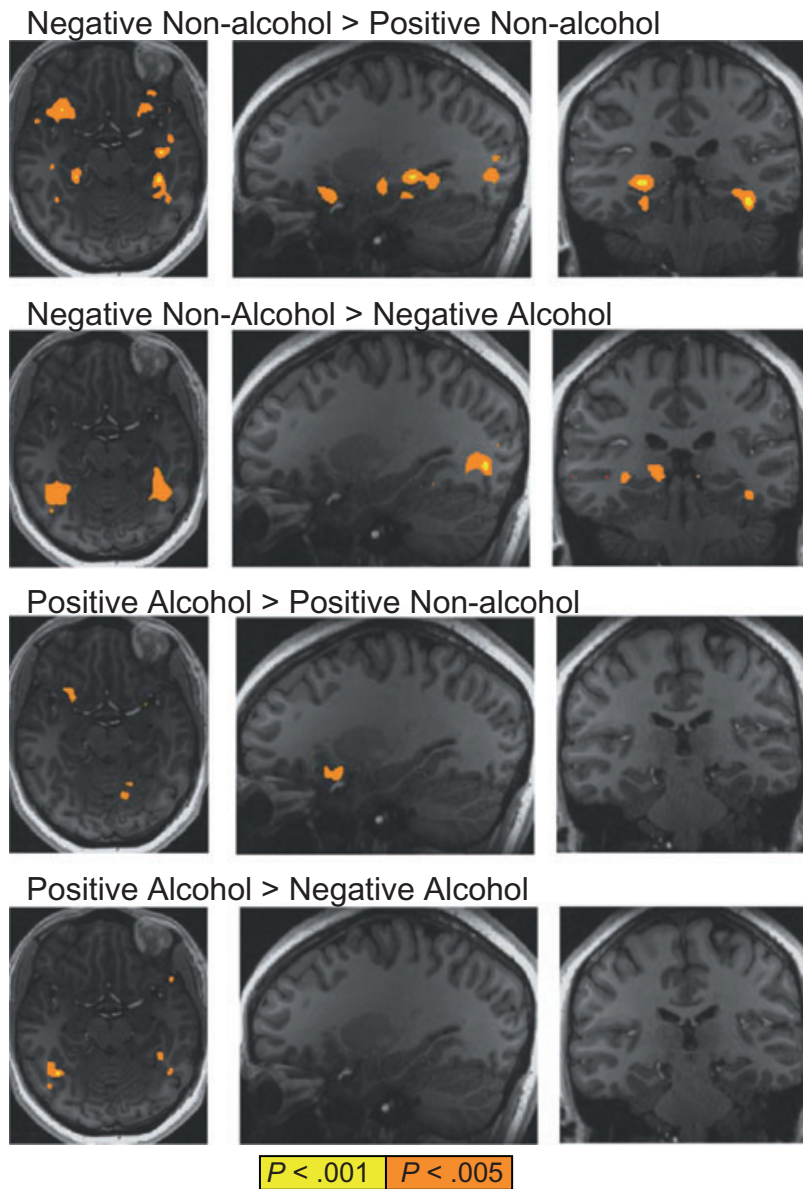 Negative Non-alcohol > Positive Non-alcohol
Negative Non-Alcohol > Negative Alcohol
Positive Alcohol > Positive Non-alcohol
Positive Alcohol > Negative Alcohol
P < .001 P < .005